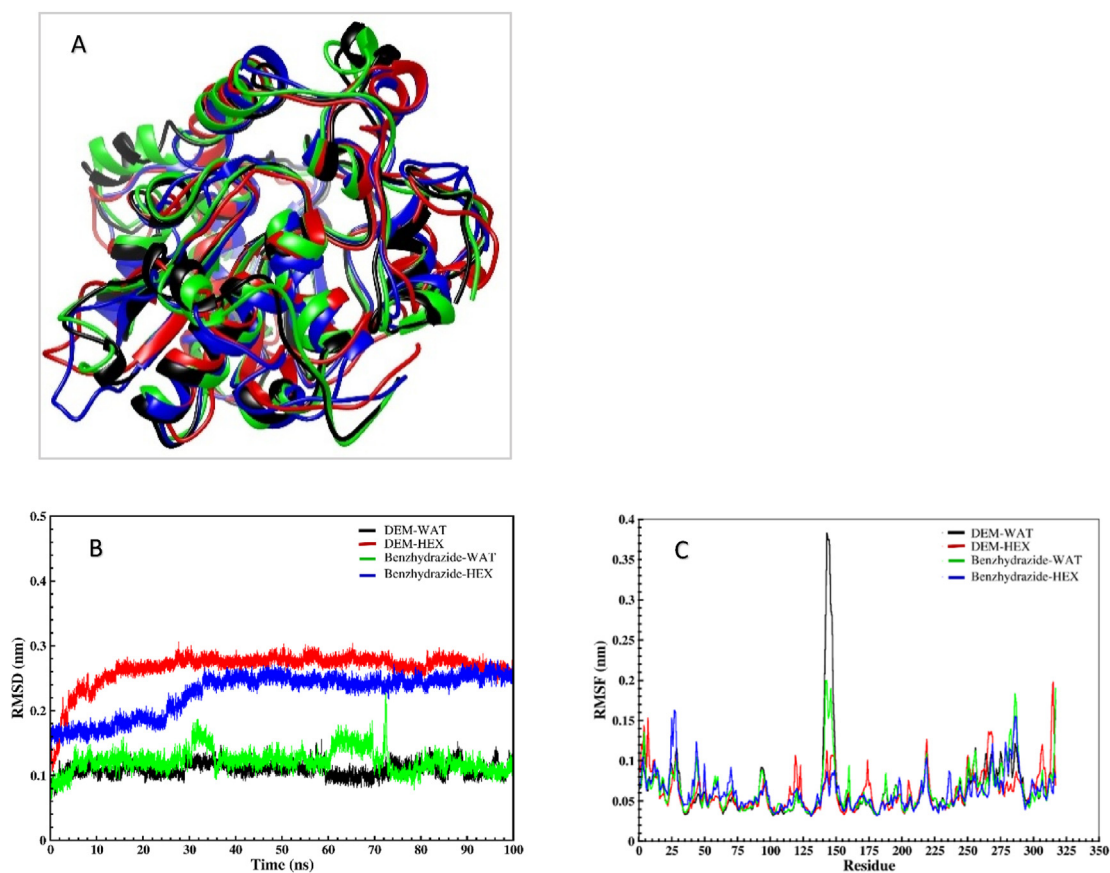 A
B
DEM-WAT
DEM-HEX
Benzhydrazide-WAT
Benzhydrazide-HEX
RMSD (nm)
0.5
0.4
0.3
0.2
0.1
0
0 10 20 30 40 50 60 70 80 90 100
Time (ns)
C
DEM-WAT
DEM-HEX
Benzhydrazide-WAT
Benzhydrazide-HEX
RMSF (nm)
0.4
0.35
0.3
0.25
0.2
0.15
0.1
0.05
0
0 25 50 75 100 125 150 175 200 225 250 275 300 325 350
Residue